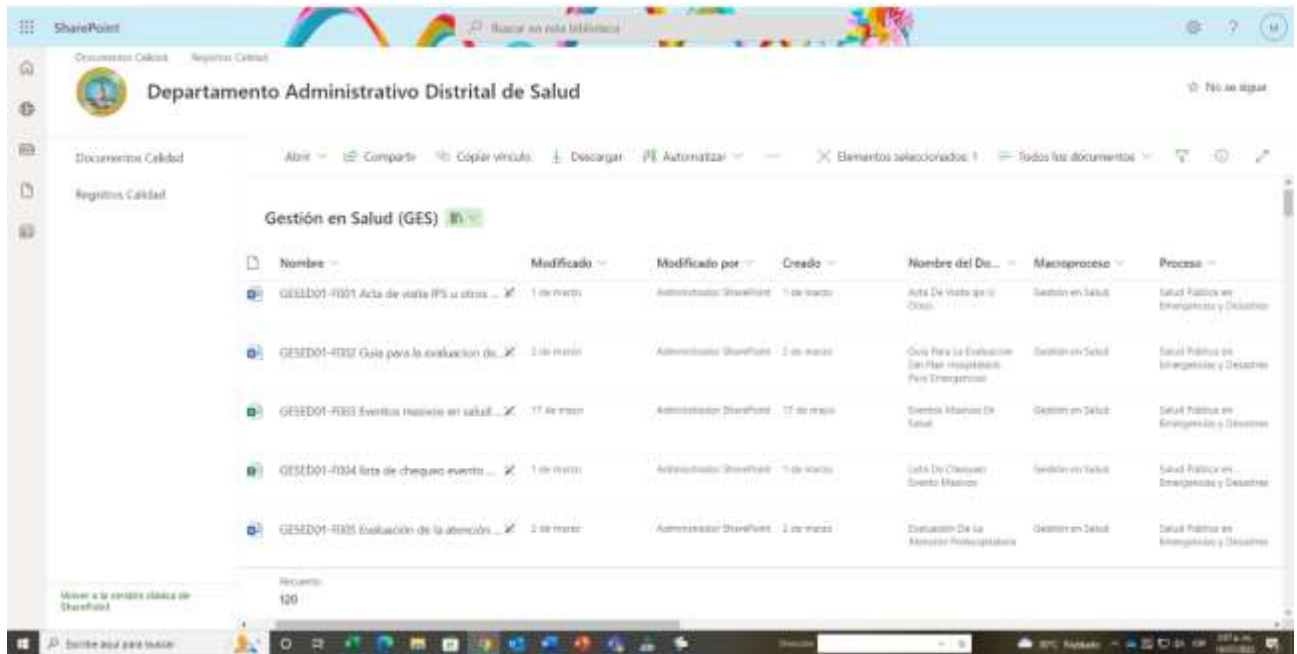 SharePoint
Buscar en esta biblioteca
Documentos Calidad Registros Calidad
Departamento Administrativo Distrital de Salud
No se sigue
Documentos Calidad
Registros Calidad
Abrir Compartir Copiar vínculo Descargar Automatizar Elementos seleccionados: 1 Todos los documentos
Gestión en Salud (GES)
Nombre Modificado Modificado por Creado Nombre del Do... Macroproceso Proceso
GESED01-F001 Acta de visita IPS u otros ... 1 de marzo Administrador SharePoint 1 de marzo Acta De Visita Ips U Otros Gestión en Salud Salud Pública en Emergencias y Desastres
GESED01-F002 Guia para la evaluacion de... 2 de marzo Administrador SharePoint 2 de marzo Guia Para La Evaluacion Del Plan Hospitalario Para Emergencias Gestión en Salud Salud Pública en Emergencias y Desastres
GESED01-F003 Eventos masivos en salud ... 17 de mayo Administrador SharePoint 17 de mayo Eventos Masivos En Salud Gestión en Salud Salud Pública en Emergencias y Desastres
GESED01-F004 lista de chequeo evento ... 1 de marzo Administrador SharePoint 1 de marzo Lista De Chequeo Evento Masivos Gestión en Salud Salud Pública en Emergencias y Desastres
GESED01-F005 Evaluación de la atención ... 2 de marzo Administrador SharePoint 2 de marzo Evaluación De La Atención Prehospitalaria Gestión en Salud Salud Pública en Emergencias y Desastres
Recuento
120
Volver a la versión clásica de
SharePoint
Escribe aquí para buscar
Dirección
30°C Nublado